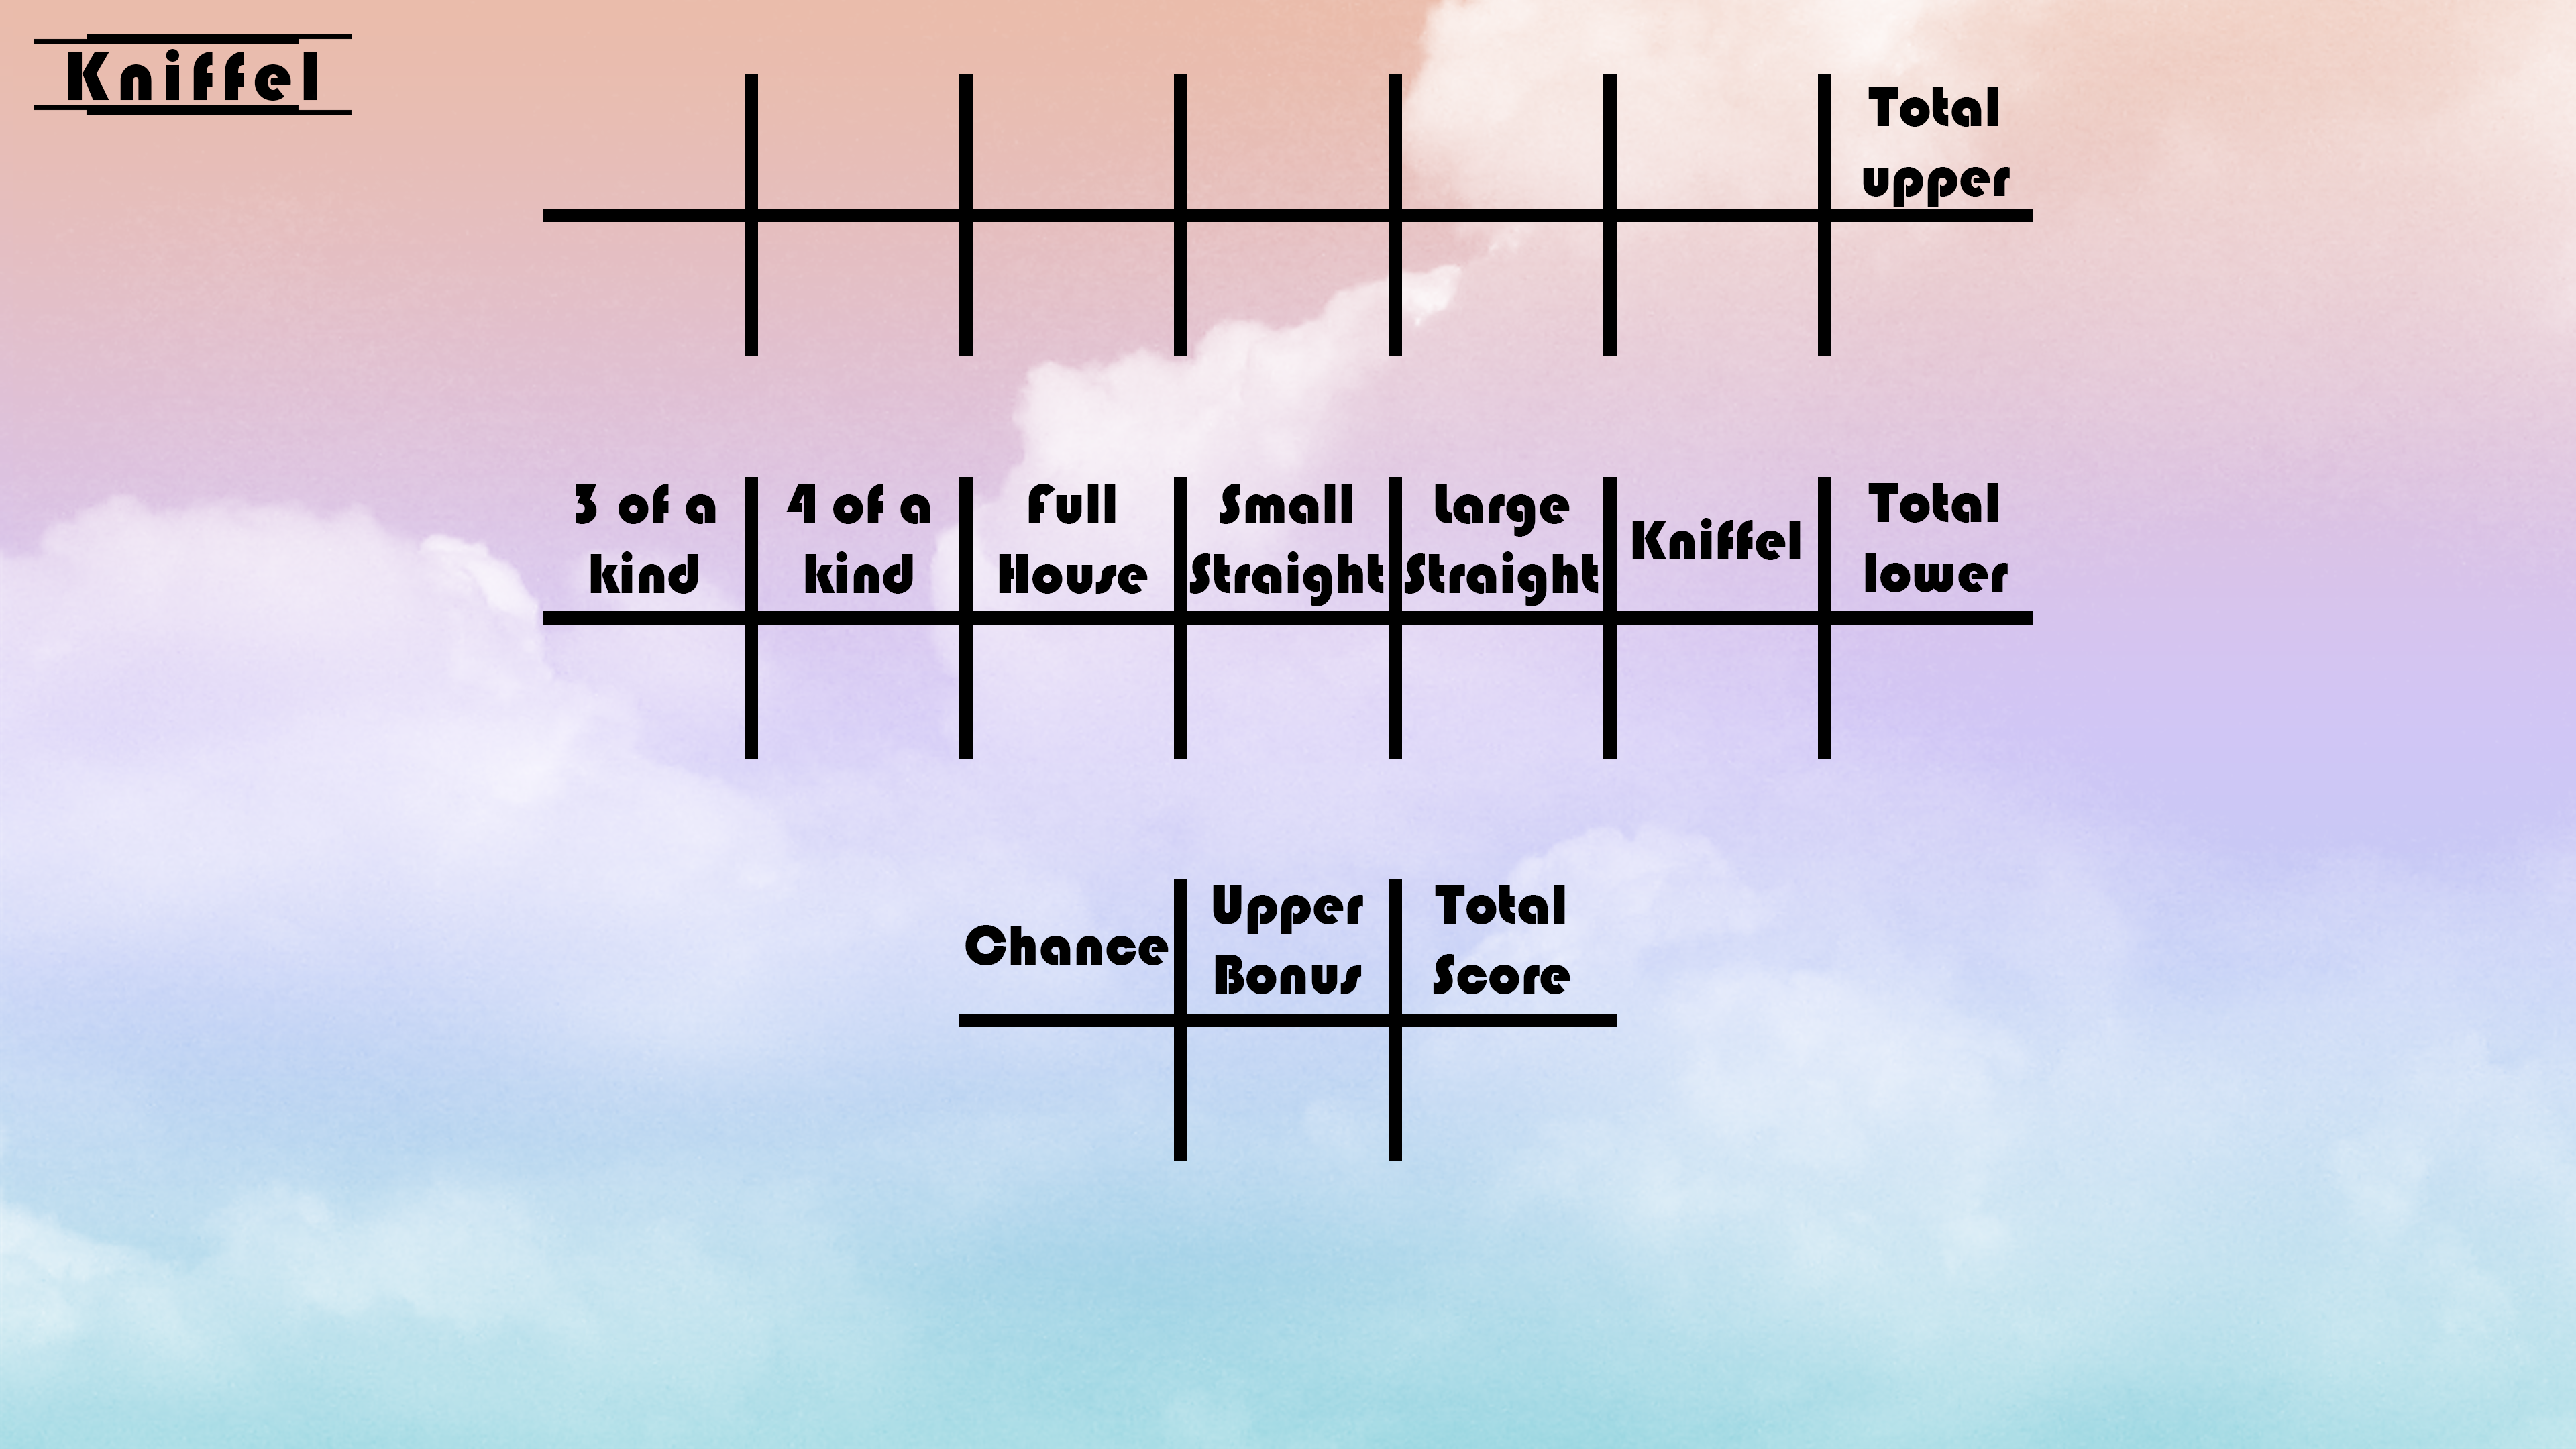 Kniffel
Total
upper
3 of a
kind
4 of a
kind
Full
House
Small
Straight
Large
Straight
Kniffel
Total
lower
Chance
Upper
Bonus
Total
Score